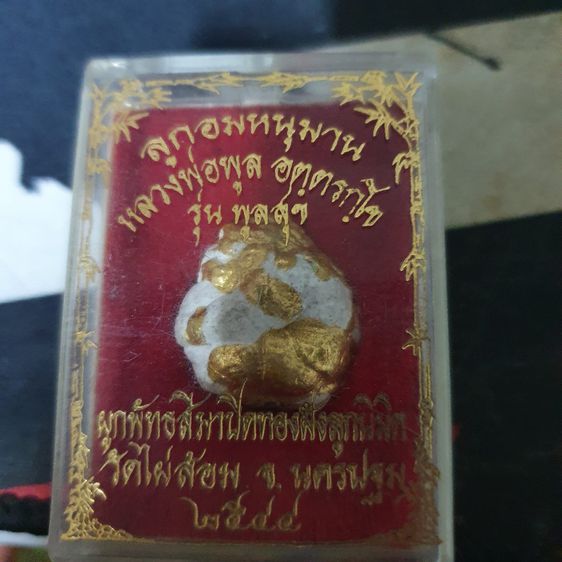 ลูกอมหนุมาน
หลวงพ่อพูล อตฺตรกฺโข
รุ่น พูลสุข
ผูกพัทธสีมาปิดทองฝังลูกนิมิต
วัดไผ่ล้อม จ. นครปฐม
๒๕๔๔